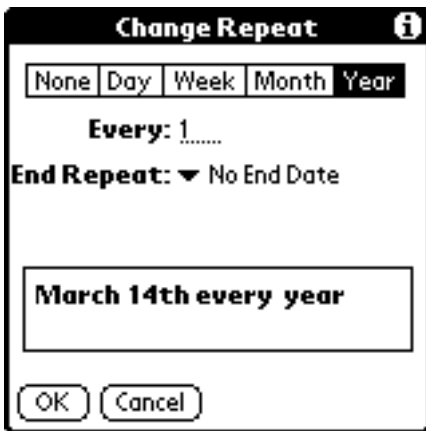 Change Repeat
None Day Week Month Year
Every: 1
End Repeat: No End Date
March 14th every year
OK Cancel